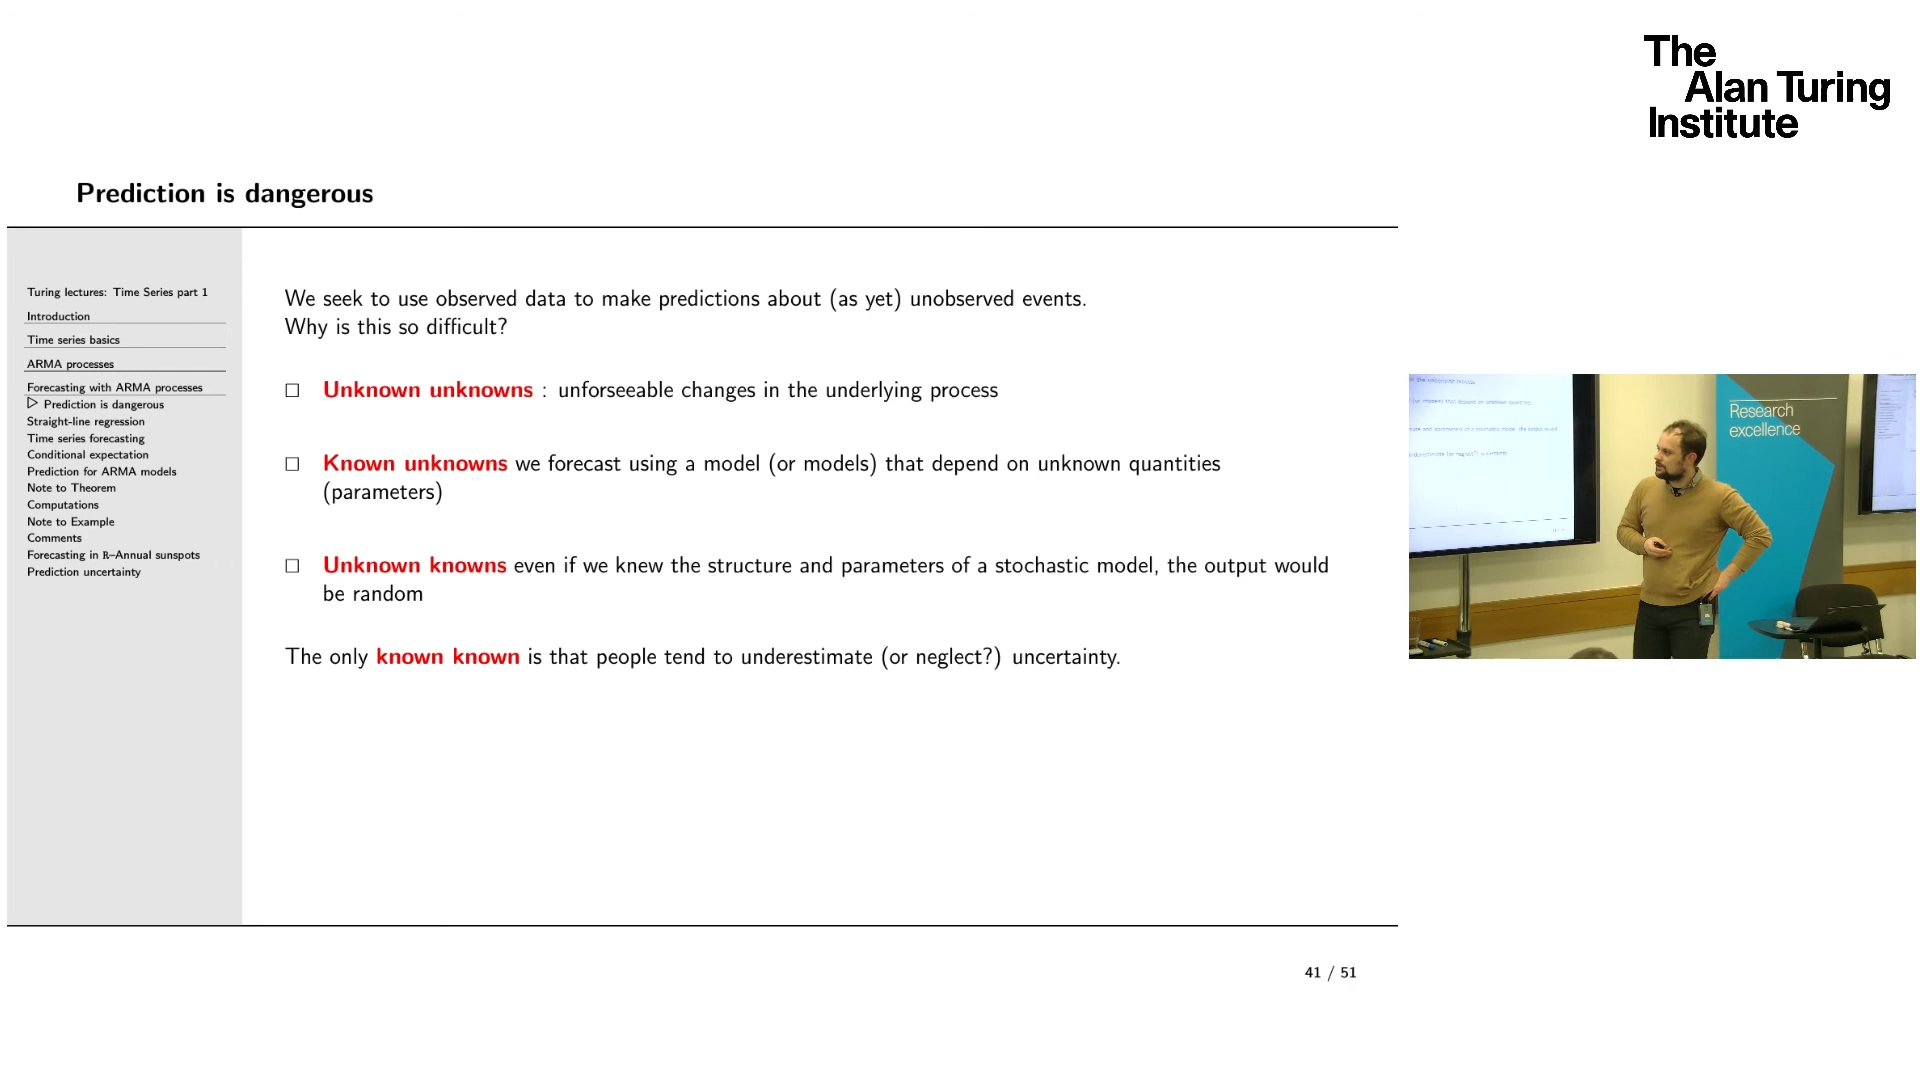 The
Alan Turing
Institute
Prediction is dangerous
Turing lectures: Time Series part 1
Introduction
Time series basics
ARMA processes
Forecasting with ARMA processes
▷ Prediction is dangerous
Straight-line regression
Time series forecasting
Conditional expectation
Prediction for ARMA models
Note to Theorem
Computations
Note to Example
Comments
Forecasting in R–Annual sunspots
Prediction uncertainty
We seek to use observed data to make predictions about (as yet) unobserved events.
Why is this so difficult?
□ Unknown unknowns : unforseeable changes in the underlying process
□ Known unknowns we forecast using a model (or models) that depend on unknown quantities
(parameters)
□ Unknown knowns even if we knew the structure and parameters of a stochastic model, the output would
be random
The only known known is that people tend to underestimate (or neglect?) uncertainty.
41 / 51
Research
excellence